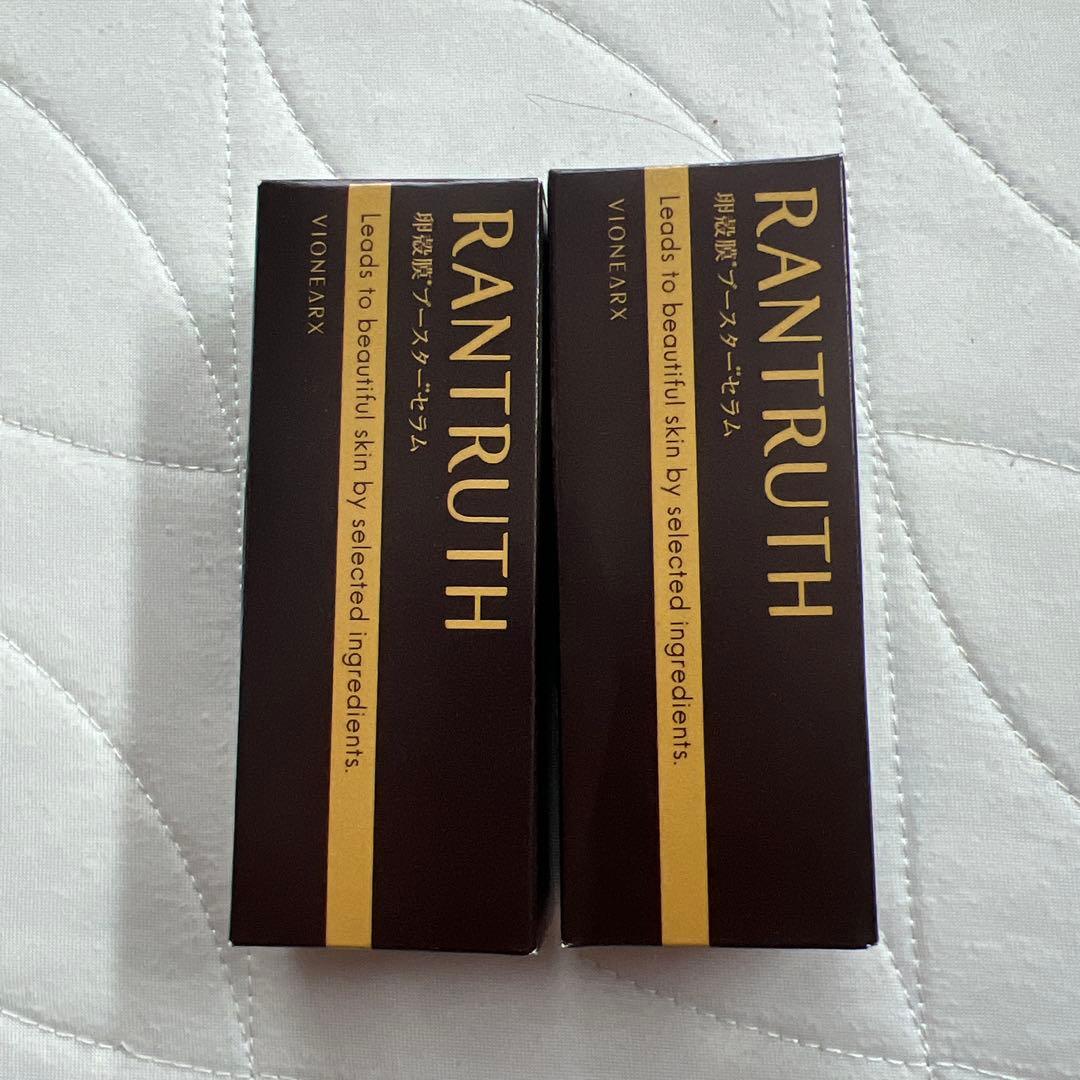 RANTRUTH
卵殻膜*ブースターセラム
Leads to beautiful skin by selected ingredients.
VIONEARX
RANTRUTH
卵殻膜*ブースターセラム
Leads to beautiful skin by selected ingredients.
VIONEARX